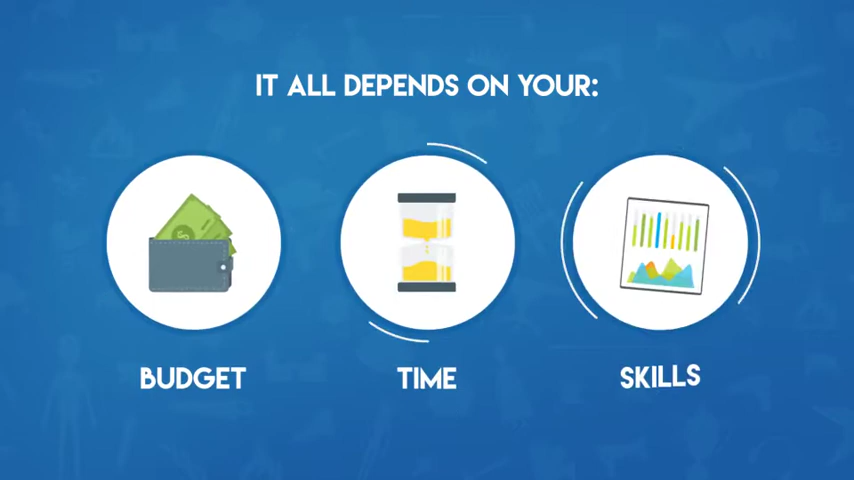 IT ALL DEPENDS ON YOUR:
BUDGET
TIME
SKILLS